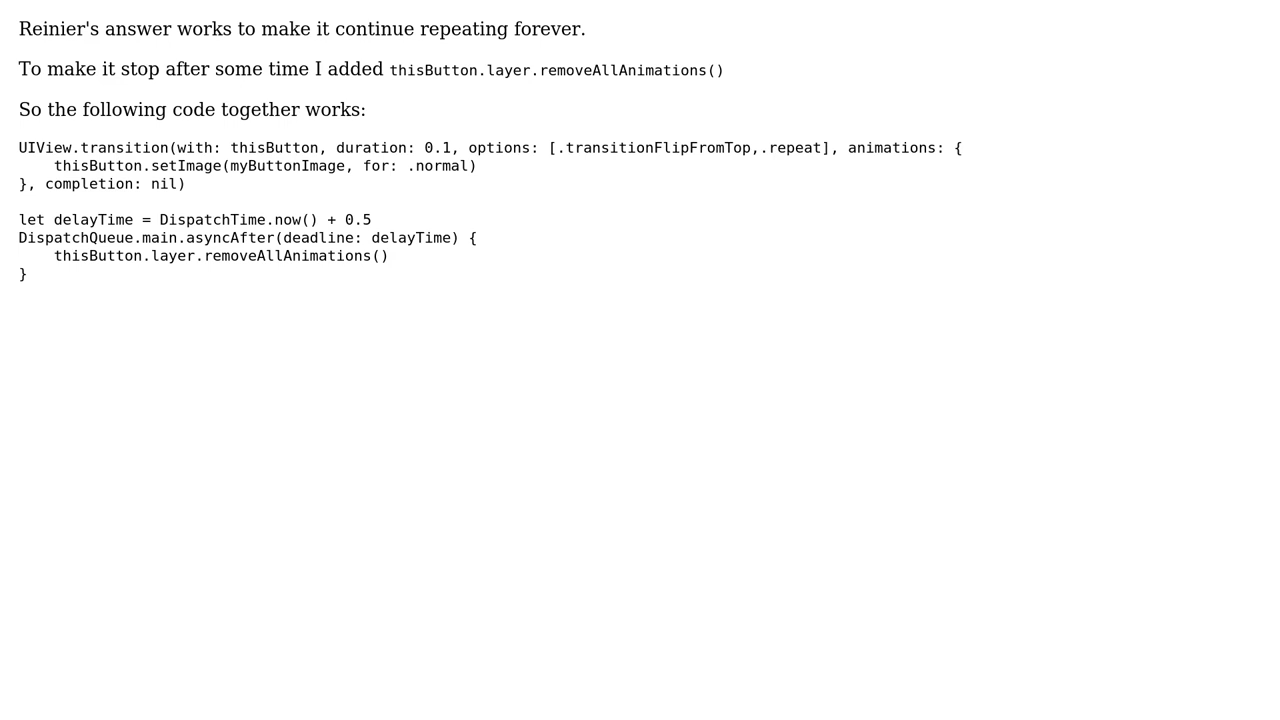 Reinier's answer works to make it continue repeating forever.
To make it stop after some time I added thisButton.layer.removeAllAnimations()
So the following code together works:
UIView.transition(with: thisButton, duration: 0.1, options: [.transitionFlipFromTop,.repeat], animations: {
    thisButton.setImage(myButtonImage, for: .normal)
}, completion: nil)
let delayTime = DispatchTime.now() + 0.5
DispatchQueue.main.asyncAfter(deadline: delayTime) {
    thisButton.layer.removeAllAnimations()
}